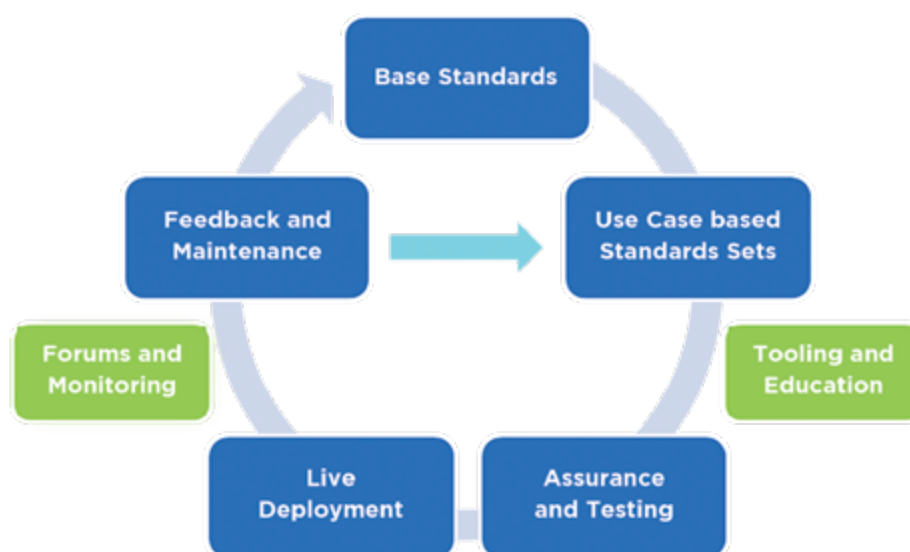 Base Standards
Feedback and
Maintenance
Use Case based
Standards Sets
Forums and
Monitoring
Tooling and
Education
Live
Deployment
Assurance
and Testing